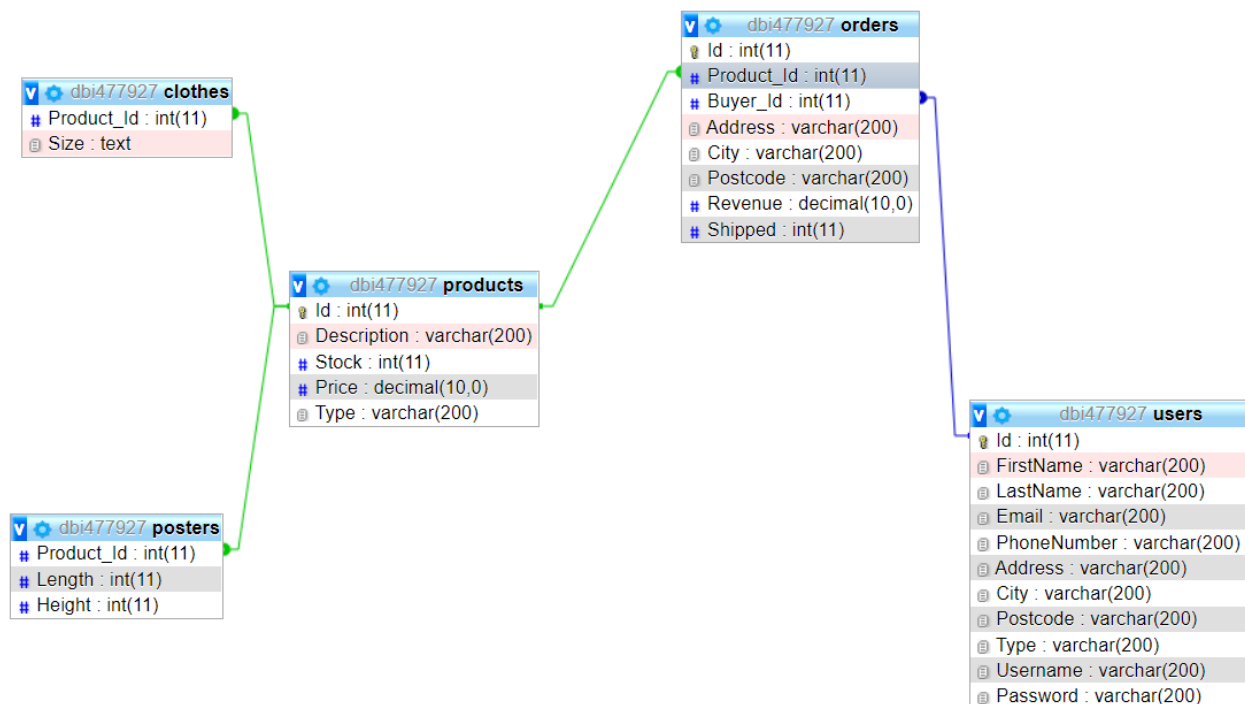 dbi477927 orders
Id : int(11)
Product_Id : int(11)
Buyer_Id : int(11)
Address : varchar(200)
City : varchar(200)
Postcode : varchar(200)
Revenue : decimal(10,0)
Shipped : int(11)
dbi477927 clothes
Product_Id : int(11)
Size : text
dbi477927 products
Id : int(11)
Description : varchar(200)
Stock : int(11)
Price : decimal(10,0)
Type : varchar(200)
dbi477927 users
Id : int(11)
FirstName : varchar(200)
LastName : varchar(200)
Email : varchar(200)
PhoneNumber : varchar(200)
Address : varchar(200)
City : varchar(200)
Postcode : varchar(200)
Type : varchar(200)
Username : varchar(200)
Password : varchar(200)
dbi477927 posters
Product_Id : int(11)
Length : int(11)
Height : int(11)